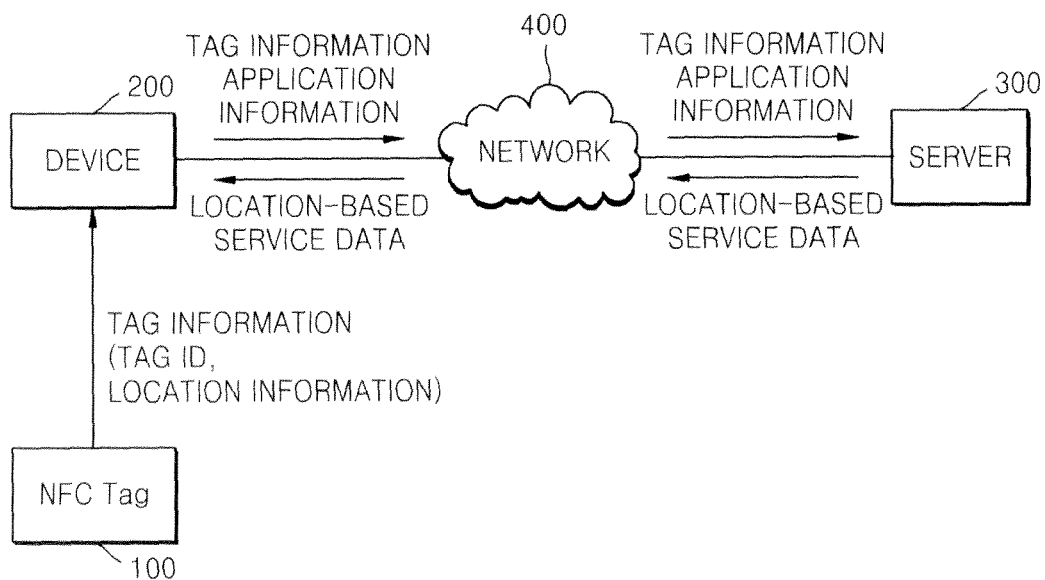 400
TAG INFORMATION
APPLICATION
INFORMATION
TAG INFORMATION
APPLICATION
INFORMATION
200
300
DEVICE
NETWORK
SERVER
LOCATION-BASED
SERVICE DATA
LOCATION-BASED
SERVICE DATA
TAG INFORMATION
(TAG ID,
LOCATION INFORMATION)
NFC Tag
100